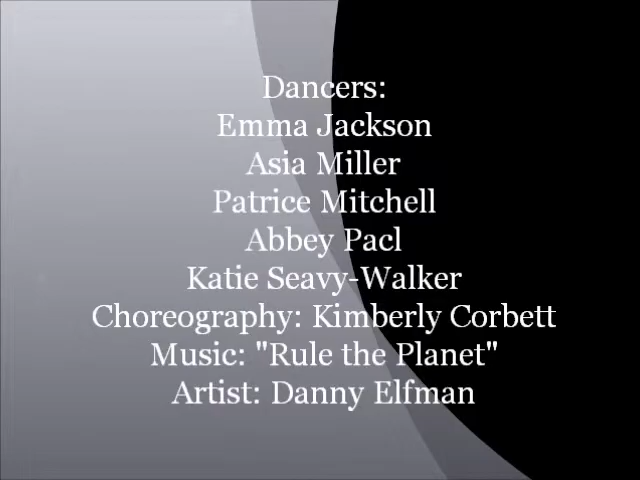 Dancers:
Emma Jackson
Asia Miller
Patrice Mitchell
Abbey Pacl
Katie Seavy-Walker
Choreography: Kimberly Corbett
Music: "Rule the Planet"
Artist: Danny Elfman